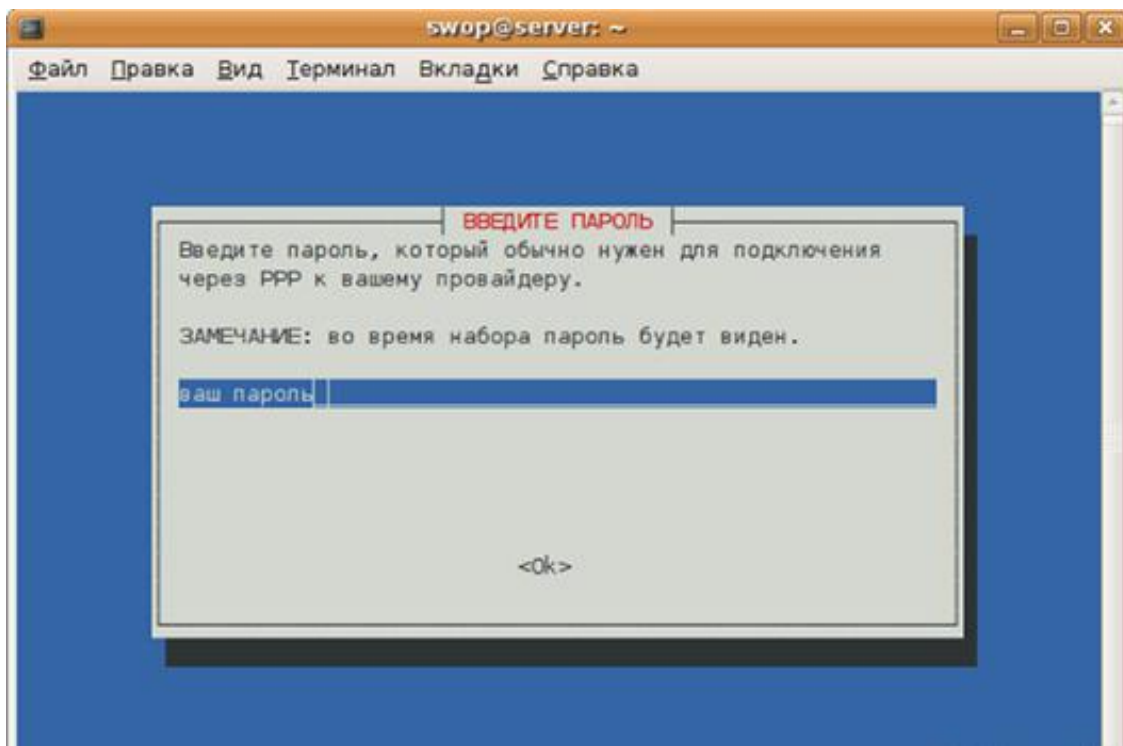 swop@server: ~
Файл Правка Вид Терминал Вкладки Справка
ВВЕДИТЕ ПАРОЛЬ
Введите пароль, который обычно нужен для подключения
через PPP к вашему провайдеру.
ЗАМЕЧАНИЕ: во время набора пароль будет виден.
ваш пароль
<Ok>